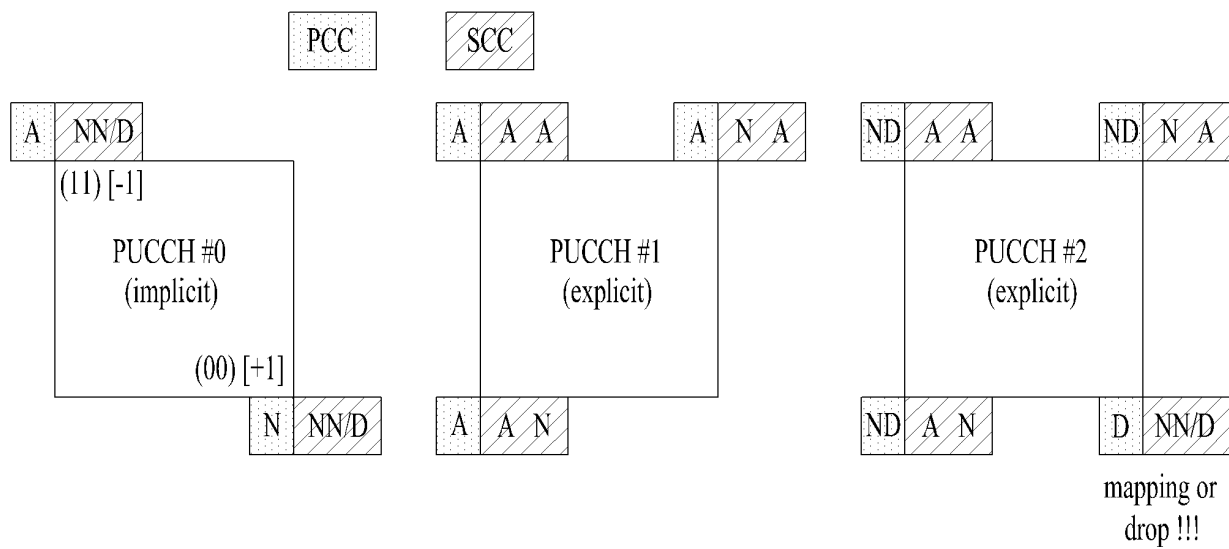 PCC SCC
A NN/D A A A A N A ND A A ND N A
(11) [-1]
PUCCH #0 PUCCH #1 PUCCH #2
(implicit) (explicit) (explicit)
(00) [+1]
N NN/D A A N ND A N D NN/D
mapping or
drop !!!